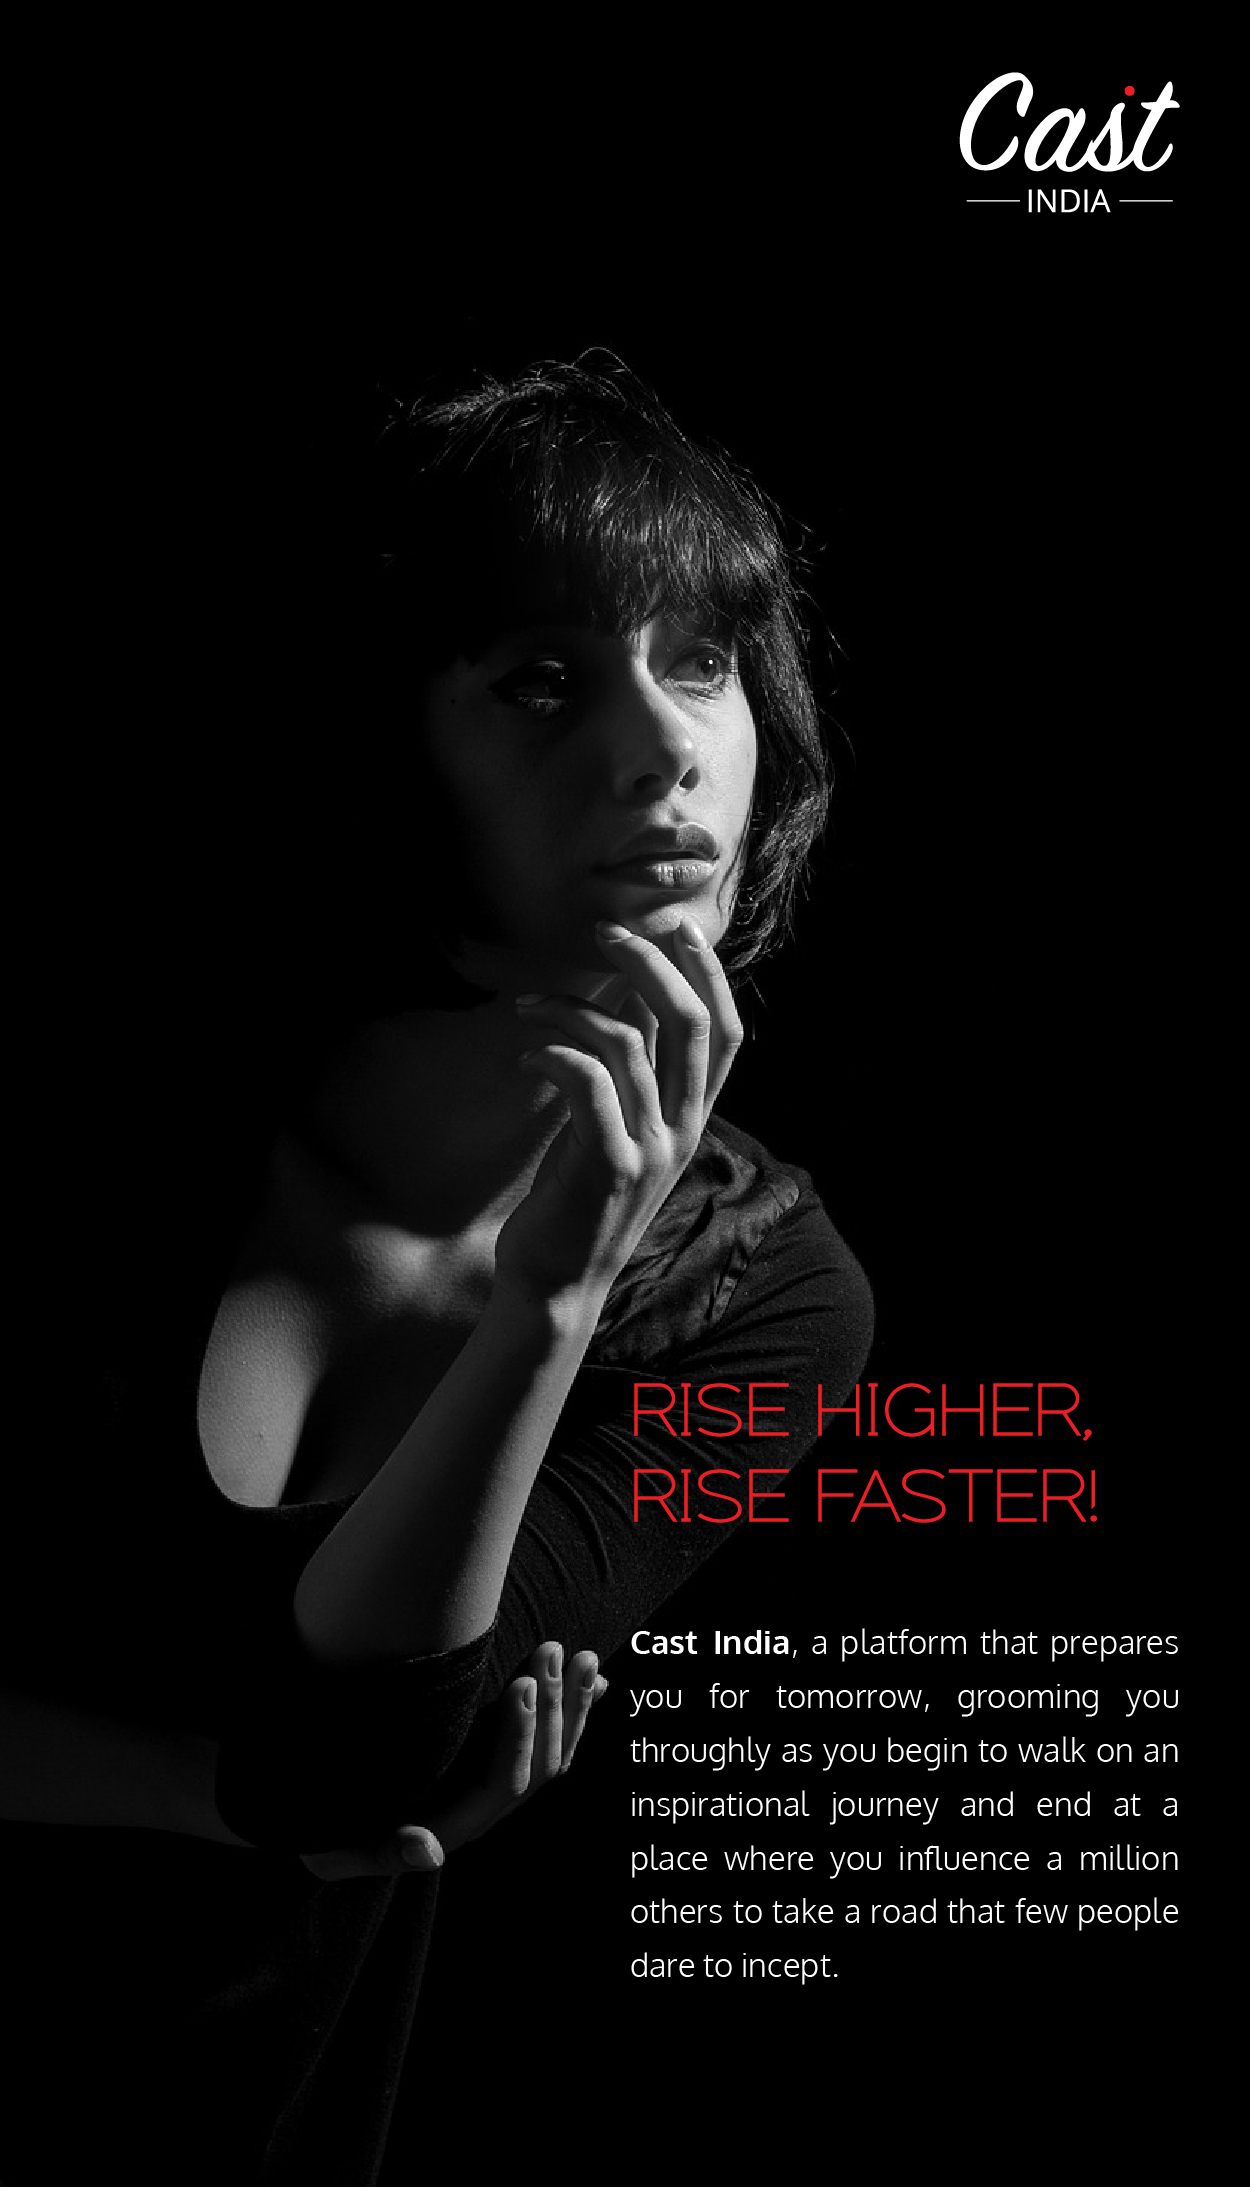 Cast
INDIA
RISE HIGHER,
RISE FASTER!
Cast India, a platform that prepares
you for tomorrow, grooming you
throughly as you begin to walk on an
inspirational journey and end at a
place where you influence a million
others to take a road that few people
dare to incept.